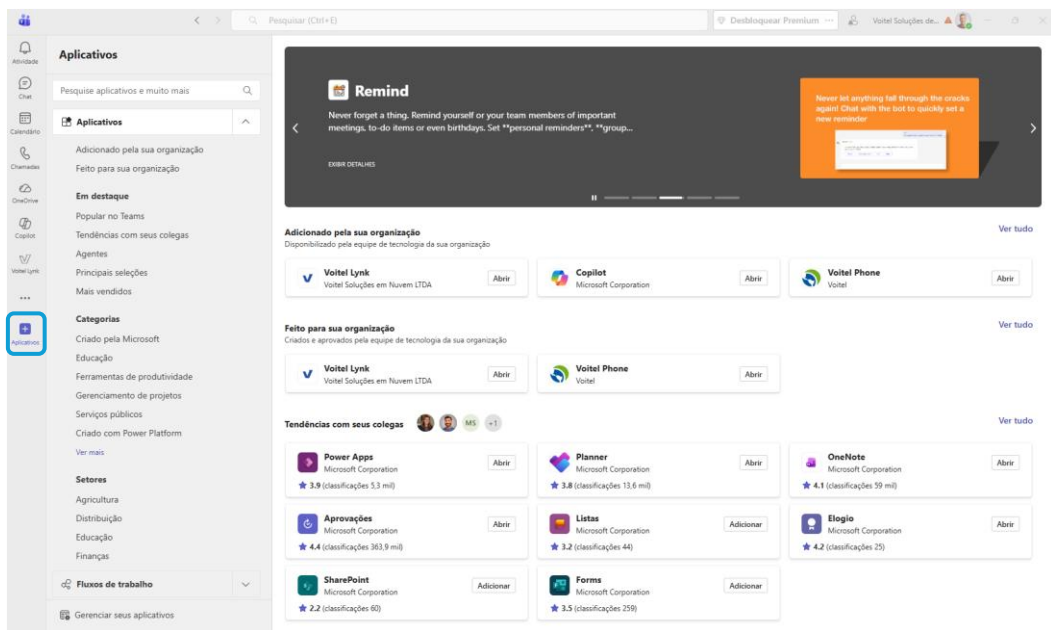 Pesquisar (Ctrl+E)
Desbloquear Premium ...
Voitel Soluções de...
Atividade
Chat
Calendário
Chamadas
OneDrive
Copilot
Voitel Lynk
Aplicativos
Aplicativos
Pesquise aplicativos e muito mais
Aplicativos
Adicionado pela sua organização
Feito para sua organização
Em destaque
Popular no Teams
Tendências com seus colegas
Agentes
Principais seleções
Mais vendidos
Categorias
Criado pela Microsoft
Educação
Ferramentas de produtividade
Gerenciamento de projetos
Serviços públicos
Criado com Power Platform
Ver mais
Setores
Agricultura
Distribuição
Educação
Finanças
Fluxos de trabalho
Gerenciar seus aplicativos
Remind
Never forget a thing. Remind yourself or your team members of important
meetings, to-do items or even birthdays. Set **personal reminders**, **group...
EXIBIR DETALHES
Never let anything fall through the cracks
again! Chat with the bot to quickly set a
new reminder
Adicionado pela sua organização
Ver tudo
Disponibilizado pela equipe de tecnologia da sua organização
Voitel Lynk
Voitel Soluções em Nuvem LTDA
Abrir
Copilot
Microsoft Corporation
Abrir
Voitel Phone
Voitel
Abrir
Feito para sua organização
Ver tudo
Criados e aprovados pela equipe de tecnologia da sua organização
Voitel Lynk
Voitel Soluções em Nuvem LTDA
Abrir
Voitel Phone
Voitel
Abrir
Tendências com seus colegas
MS
+1
Ver tudo
Power Apps
Microsoft Corporation
Abrir
3.9 (classificações 5,3 mil)
Planner
Microsoft Corporation
Abrir
3.8 (classificações 13,6 mil)
OneNote
Microsoft Corporation
Abrir
4.1 (classificações 59 mil)
Aprovações
Microsoft Corporation
Abrir
4.4 (classificações 363,9 mil)
Listas
Microsoft Corporation
Adicionar
3.2 (classificações 44)
Elogio
Microsoft Corporation
Abrir
4.2 (classificações 25)
SharePoint
Microsoft Corporation
Adicionar
2.2 (classificações 60)
Forms
Microsoft Corporation
Adicionar
3.5 (classificações 259)